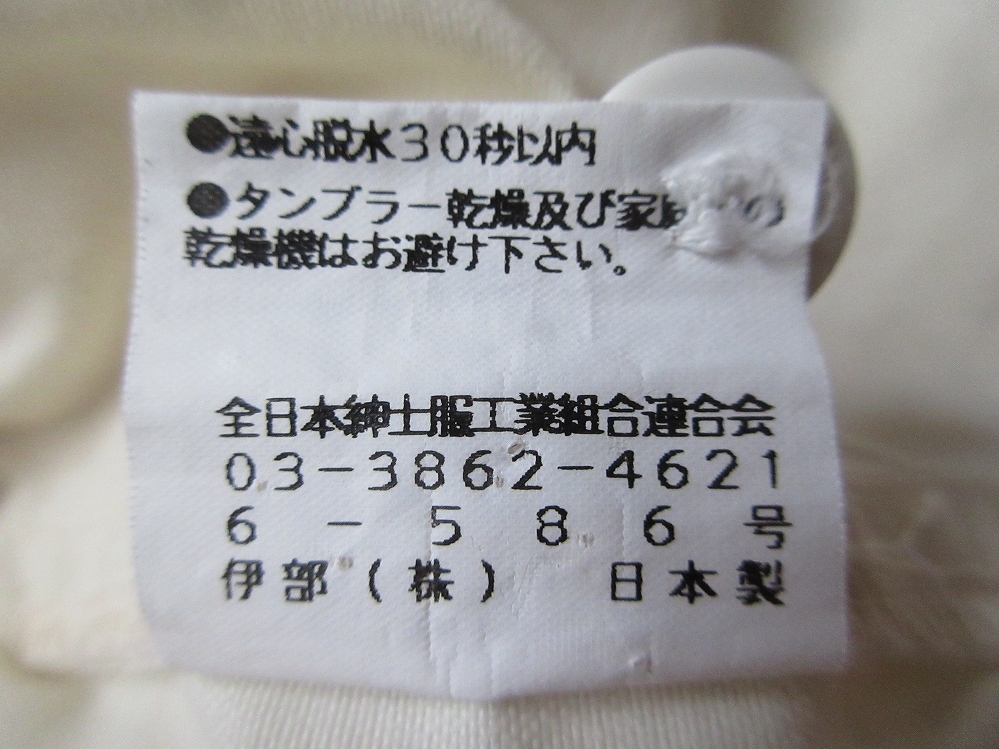 ●遠心脱水30秒以内
●タンブラー乾燥及び家庭の
乾燥機はお避け下さい。
全日本紳士服工業組合連合会
03-3862-4621
6-586号
伊部(株) 日本製